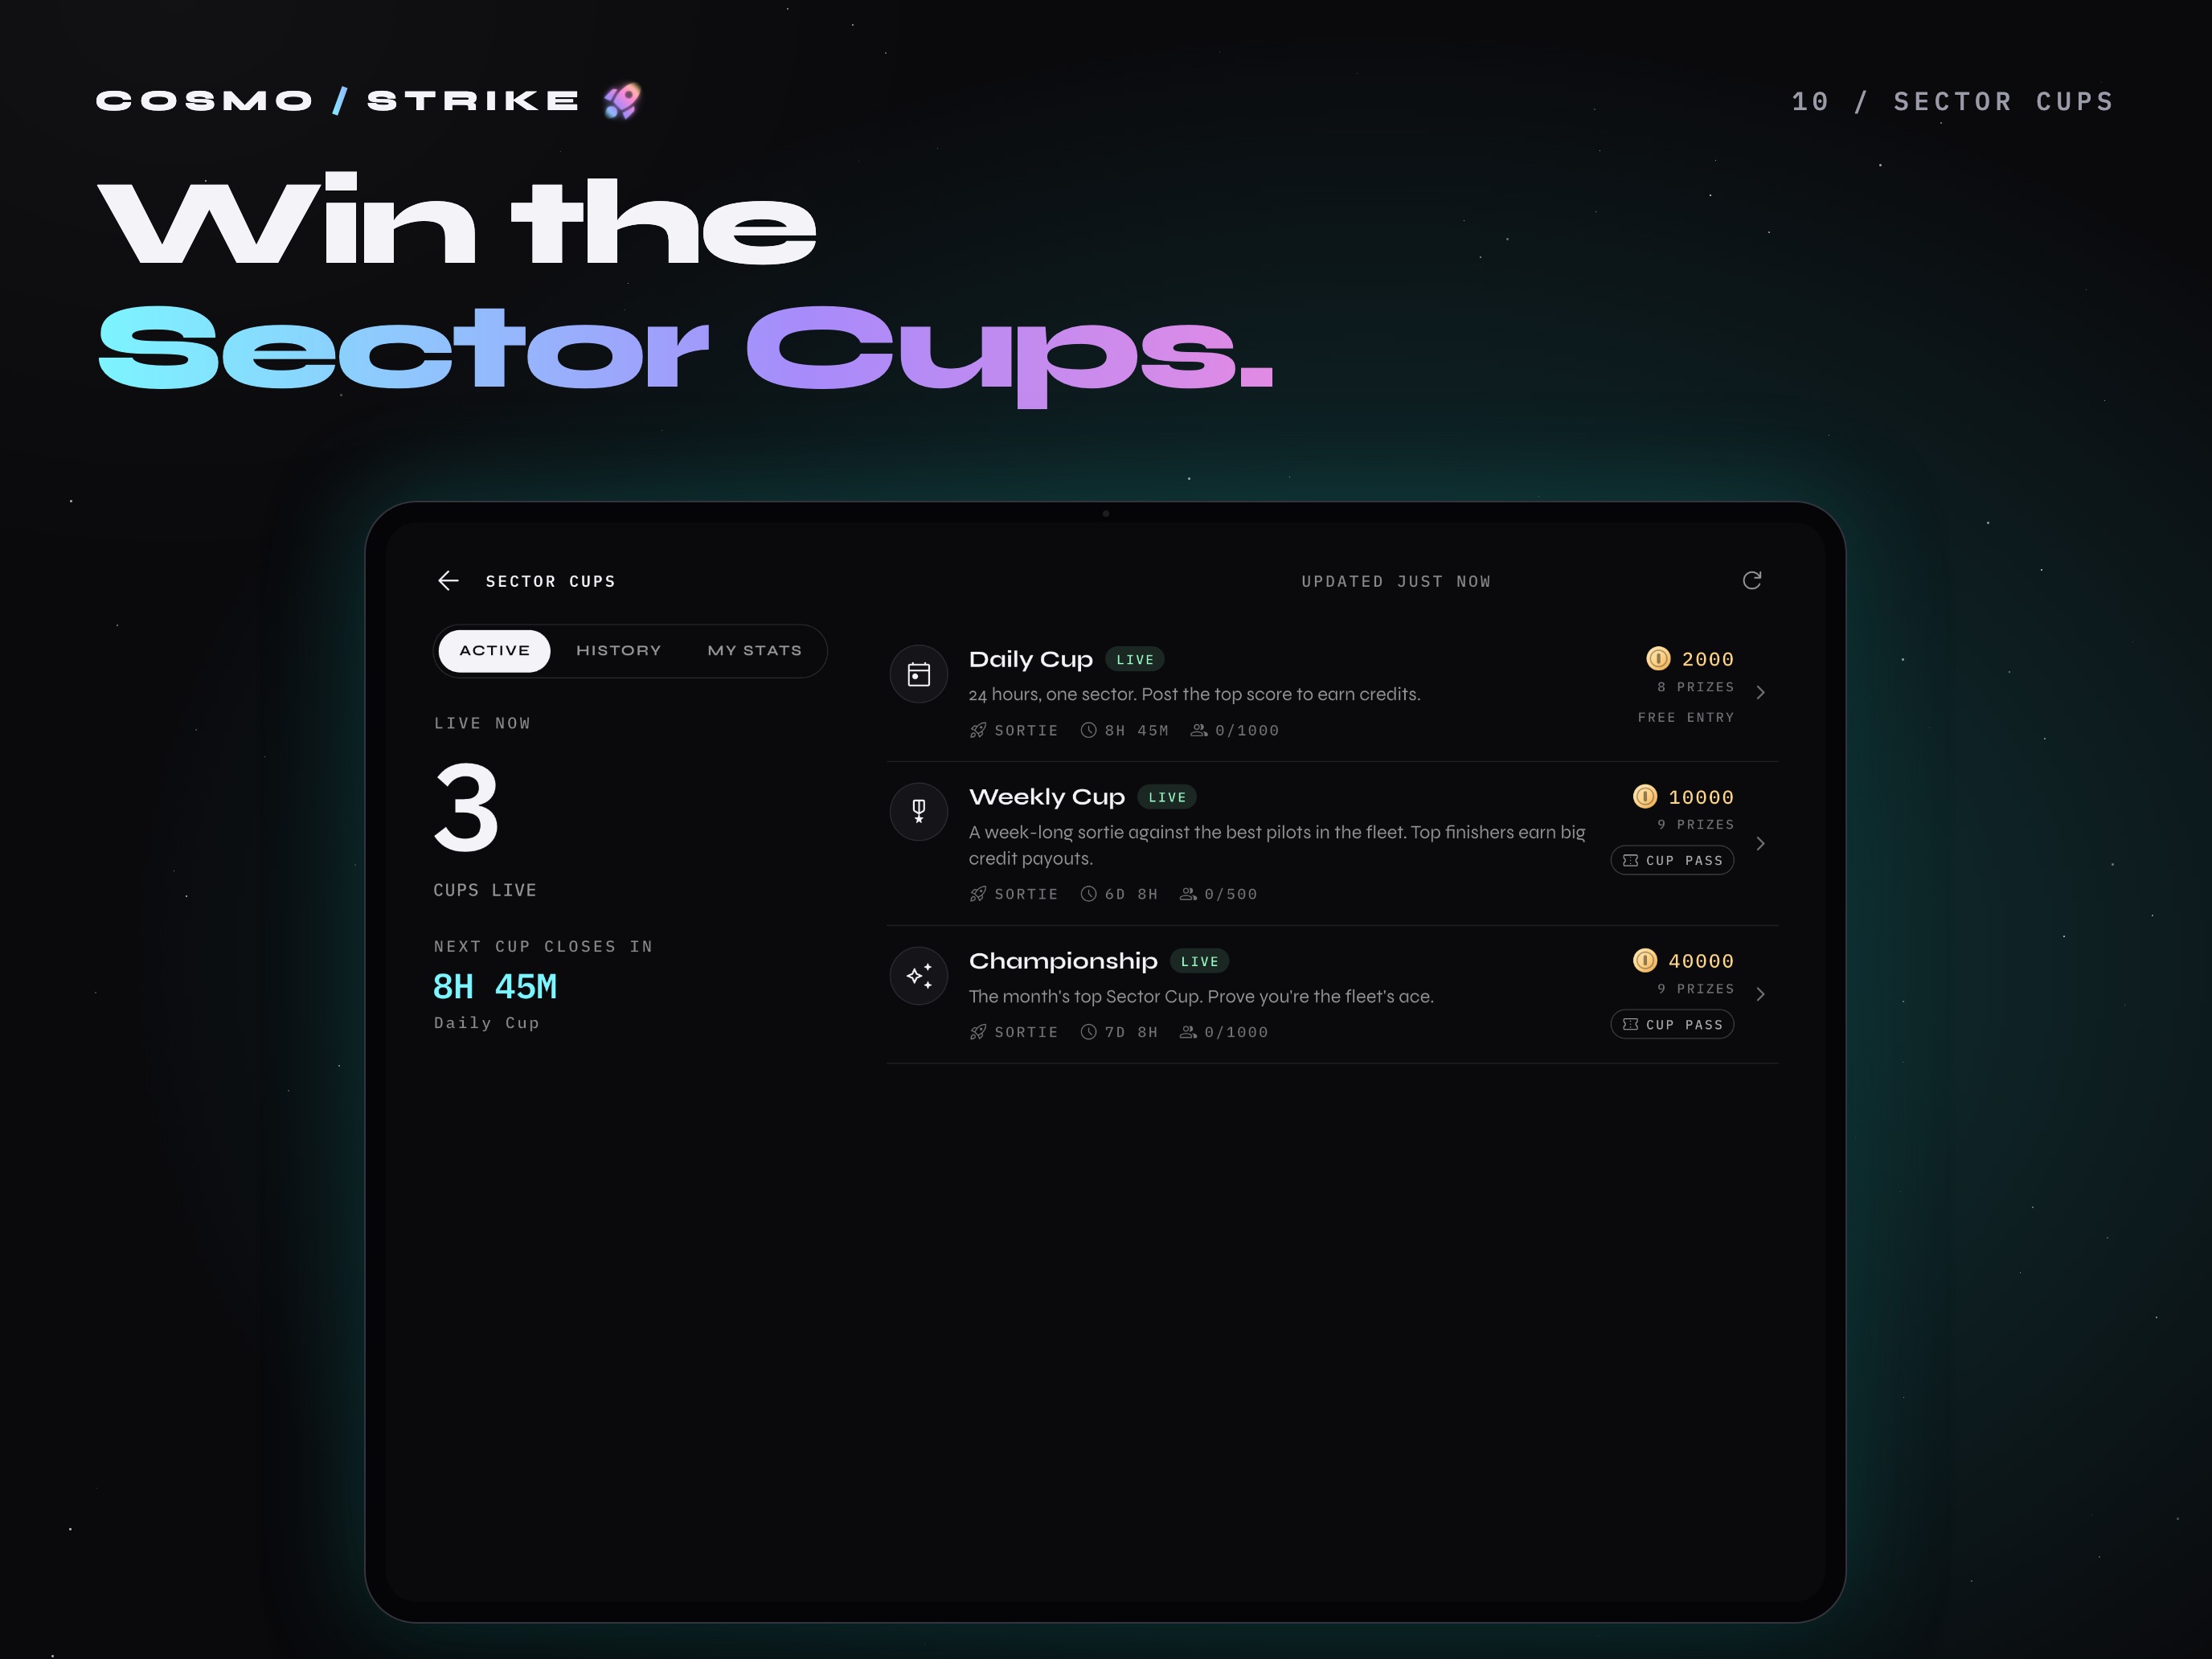 COSMO / STRIKE
10 / SECTOR CUPS
Win the
Sector Cups.
SECTOR CUPS
UPDATED JUST NOW
ACTIVE
HISTORY
MY STATS
LIVE NOW
3
CUPS LIVE
NEXT CUP CLOSES IN
8H 45M
Daily Cup
Daily Cup LIVE
24 hours, one sector. Post the top score to earn credits.
SORTIE 8H 45M 0/1000
2000
8 PRIZES
FREE ENTRY
Weekly Cup LIVE
A week-long sortie against the best pilots in the fleet. Top finishers earn big
credit payouts.
SORTIE 6D 8H 0/500
10000
9 PRIZES
CUP PASS
Championship LIVE
The month's top Sector Cup. Prove you're the fleet's ace.
SORTIE 7D 8H 0/1000
40000
9 PRIZES
CUP PASS